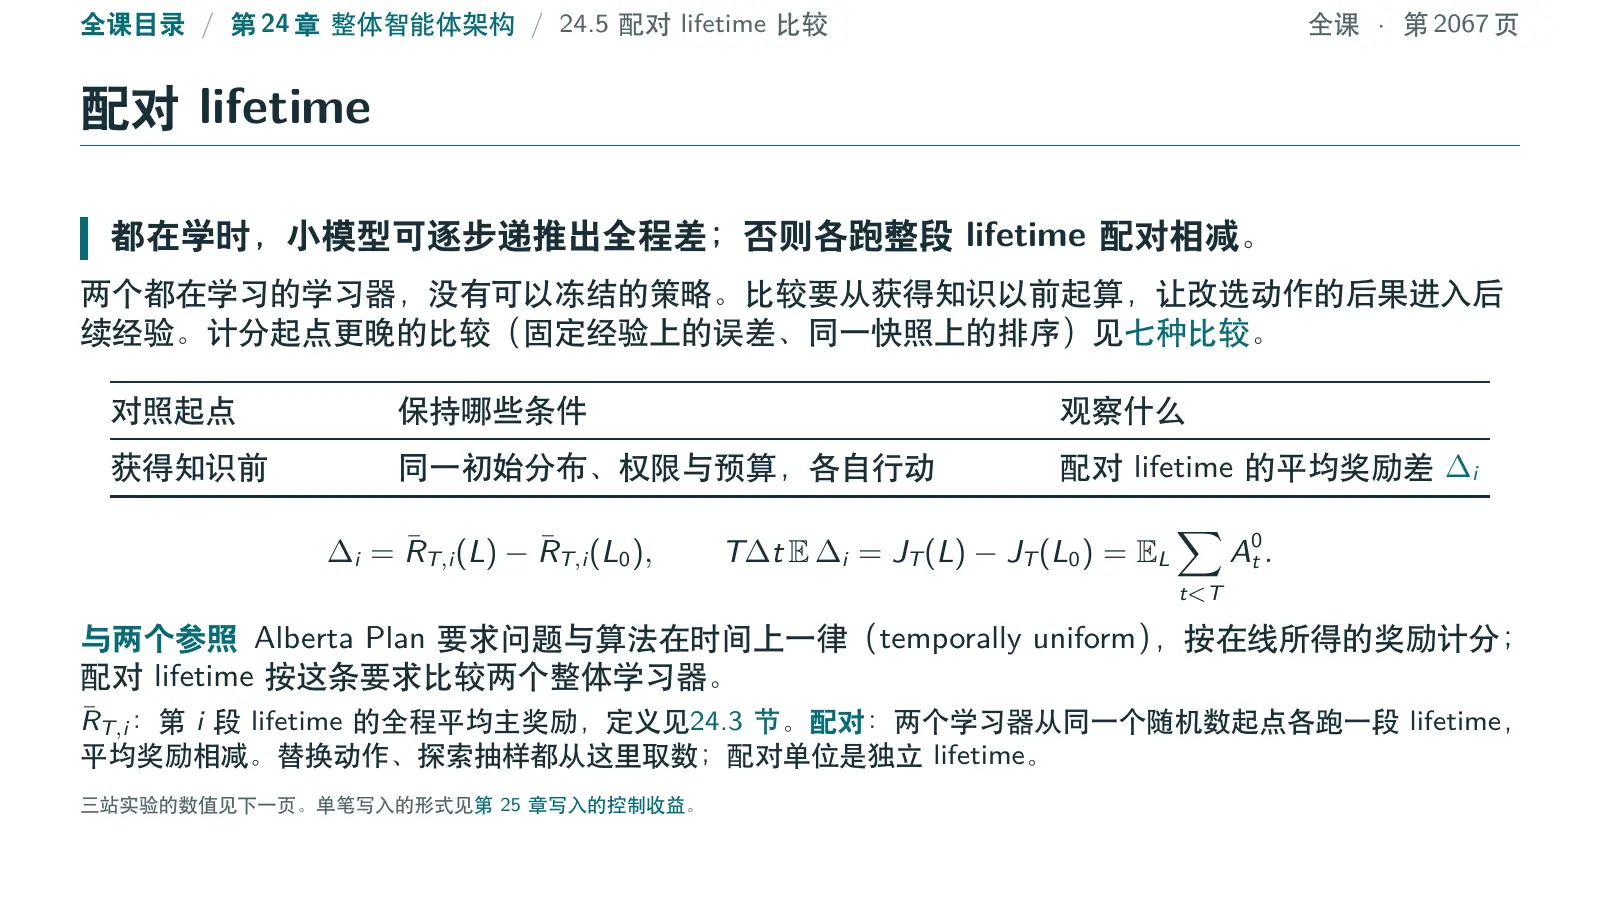 全课目录 / 第 24 章 整体智能体架构 / 24.5 配对 lifetime 比较
全课 · 第 2067 页
配对 lifetime
都在学时，小模型可逐步递推出全程差；否则各跑整段 lifetime 配对相减。
两个都在学习的学习器，没有可以冻结的策略。比较要从获得知识以前起算，让改选动作的后果进入后
续经验。计分起点更晚的比较（固定经验上的误差、同一快照上的排序）见七种比较。
对照起点 保持哪些条件 观察什么
获得知识前 同一初始分布、权限与预算，各自行动 配对 lifetime 的平均奖励差 Δ_i
Δ_i = R̄_{T,i}(L) − R̄_{T,i}(L_0), TΔt 𝔼 Δ_i = J_T(L) − J_T(L_0) = 𝔼_L ∑_{t<T} A_t^0.
与两个参照 Alberta Plan 要求问题与算法在时间上一律（temporally uniform），按在线所得的奖励计分；
配对 lifetime 按这条要求比较两个整体学习器。
R̄_{T,i}：第 i 段 lifetime 的全程平均主奖励，定义见24.3 节。配对：两个学习器从同一个随机数起点各跑一段 lifetime，
平均奖励相减。替换动作、探索抽样都从这里取数；配对单位是独立 lifetime。
三站实验的数值见下一页。单笔写入的形式见第 25 章写入的控制收益。